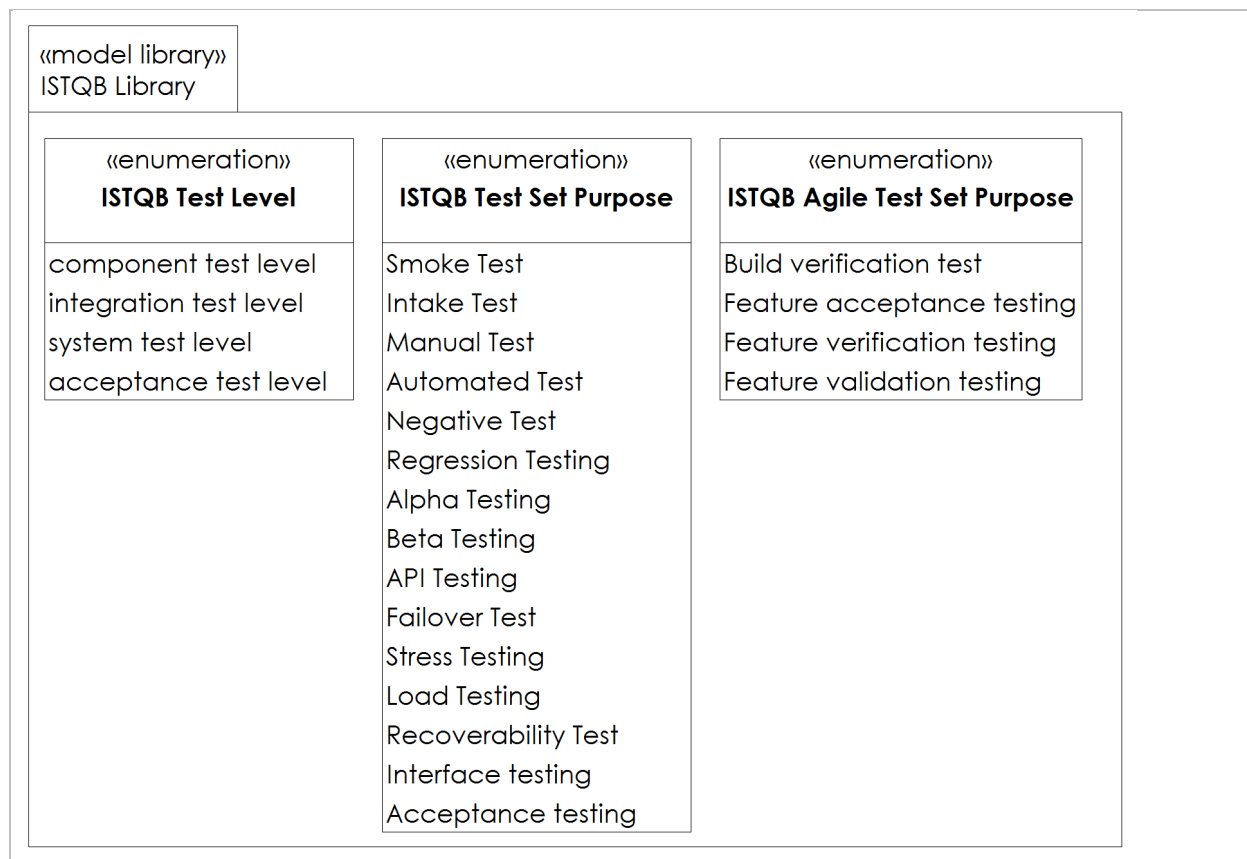 «model library»
ISTQB Library
«enumeration»
ISTQB Test Level
component test level
integration test level
system test level
acceptance test level
«enumeration»
ISTQB Test Set Purpose
Smoke Test
Intake Test
Manual Test
Automated Test
Negative Test
Regression Testing
Alpha Testing
Beta Testing
API Testing
Failover Test
Stress Testing
Load Testing
Recoverability Test
Interface testing
Acceptance testing
«enumeration»
ISTQB Agile Test Set Purpose
Build verification test
Feature acceptance testing
Feature verification testing
Feature validation testing